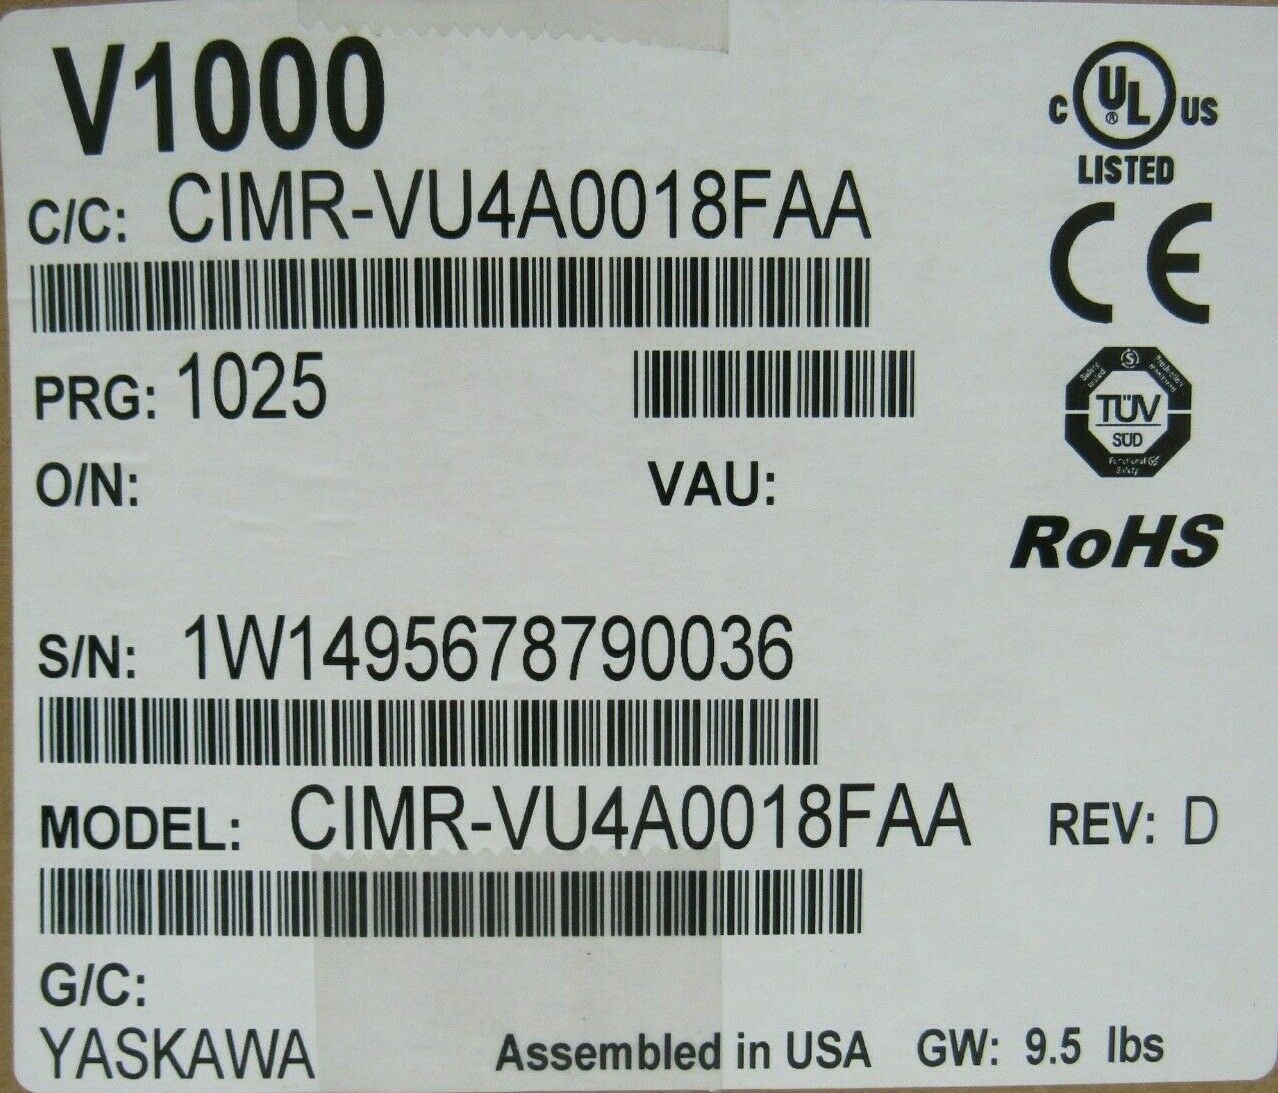 V1000
C UL ® US
LISTED
C/C: CIMR-VU4A0018FAA
CE
PRG: 1025
TÜV
SÜD
O/N: VAU:
RoHS
S/N: 1W1495678790036
MODEL: CIMR-VU4A0018FAA REV: D
G/C:
YASKAWA Assembled in USA GW: 9.5 lbs